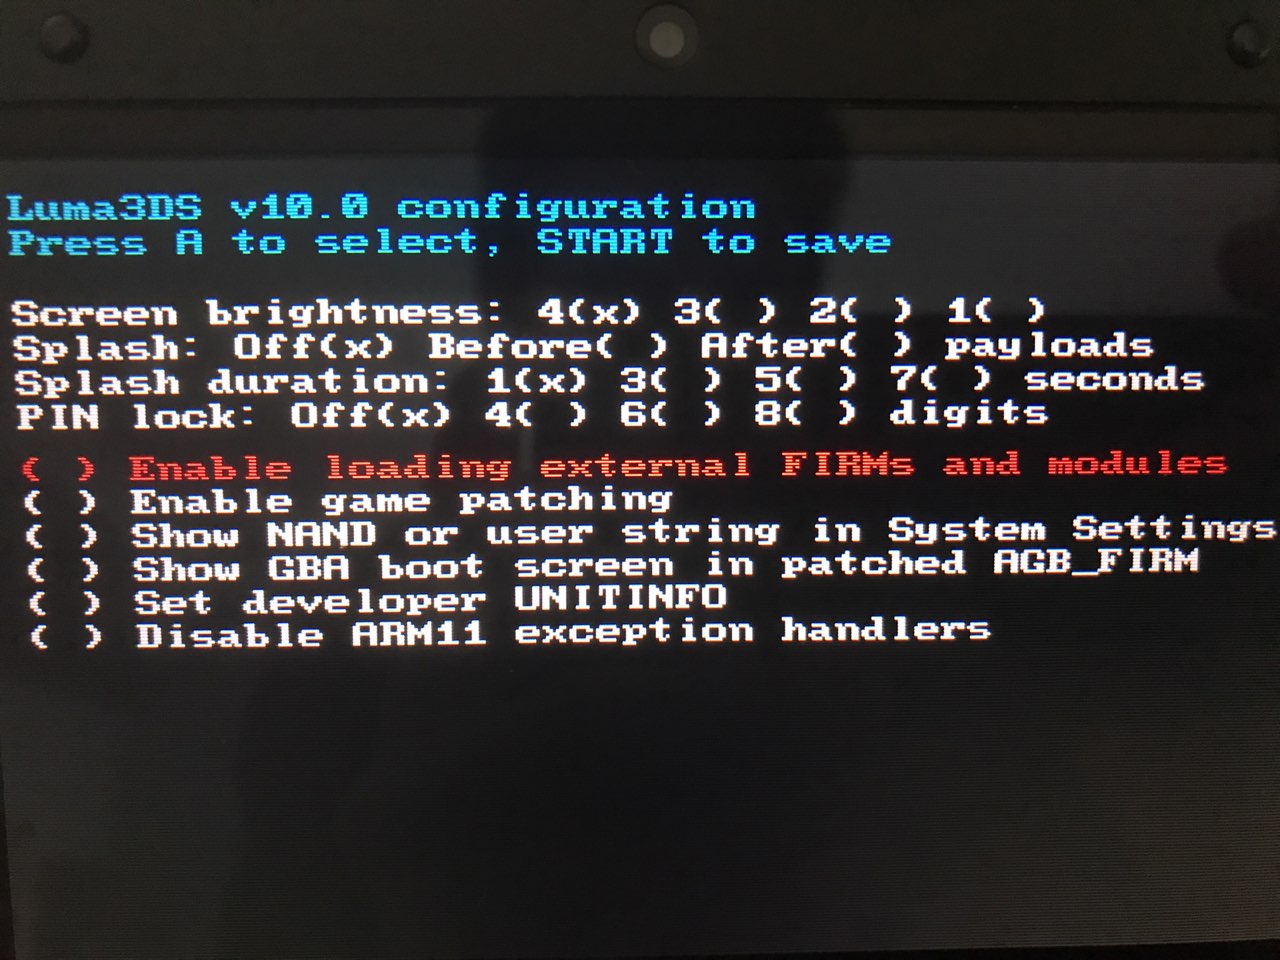 Luma3DS v10.0 configuration
Press A to select, START to save
Screen brightness: 4(x) 3( ) 2( ) 1( )
Splash: Off(x) Before( ) After( ) payloads
Splash duration: 1(x) 3( ) 5( ) 7( ) seconds
PIN lock: Off(x) 4( ) 6( ) 8( ) digits
( ) Enable loading external FIRMs and modules
( ) Enable game patching
( ) Show NAND or user string in System Settings
( ) Show GBA boot screen in patched AGB_FIRM
( ) Set developer UNITINFO
( ) Disable ARM11 exception handlers